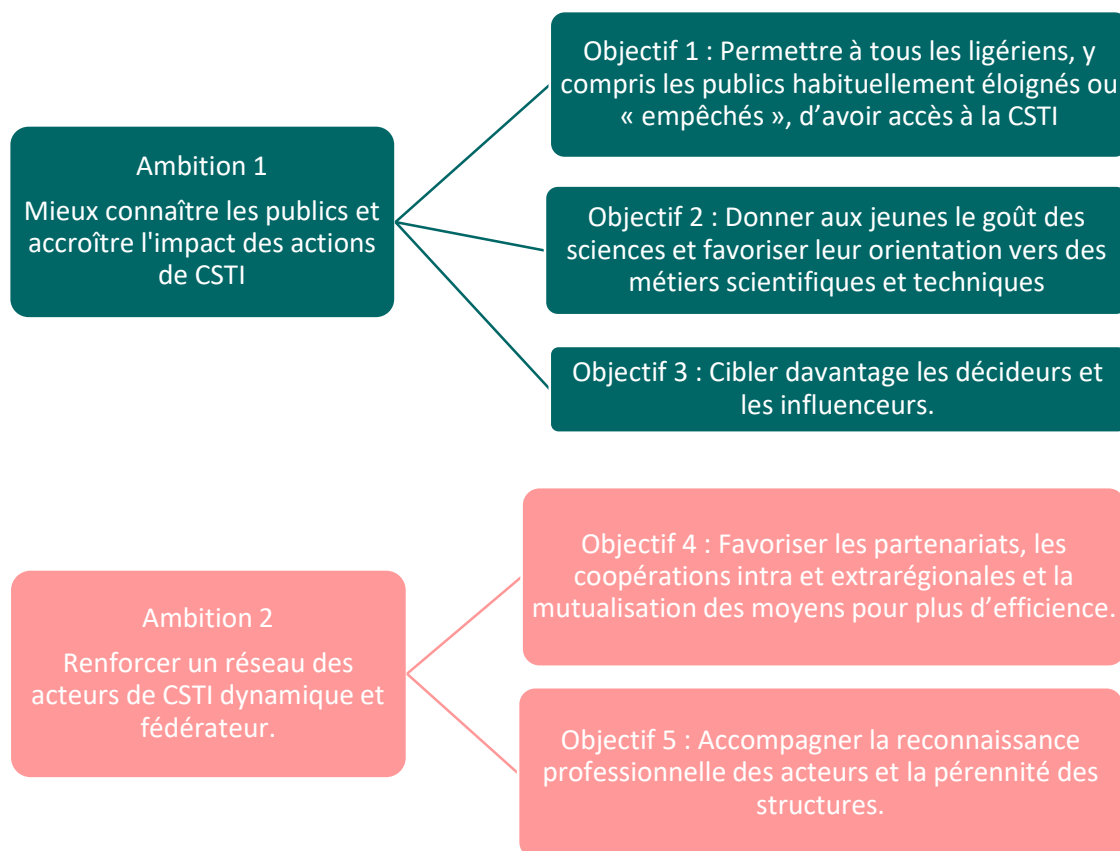 Ambition 1
Mieux connaître les publics et
accroître l'impact des actions
de CSTI
Objectif 1 : Permettre à tous les ligériens, y
compris les publics habituellement éloignés ou
« empêchés », d’avoir accès à la CSTI
Objectif 2 : Donner aux jeunes le goût des
sciences et favoriser leur orientation vers des
métiers scientifiques et techniques
Objectif 3 : Cibler davantage les décideurs et
les influenceurs.
Ambition 2
Renforcer un réseau des
acteurs de CSTI dynamique et
fédérateur.
Objectif 4 : Favoriser les partenariats, les
coopérations intra et extrarégionales et la
mutualisation des moyens pour plus d’efficience.
Objectif 5 : Accompagner la reconnaissance
professionnelle des acteurs et la pérennité des
structures.